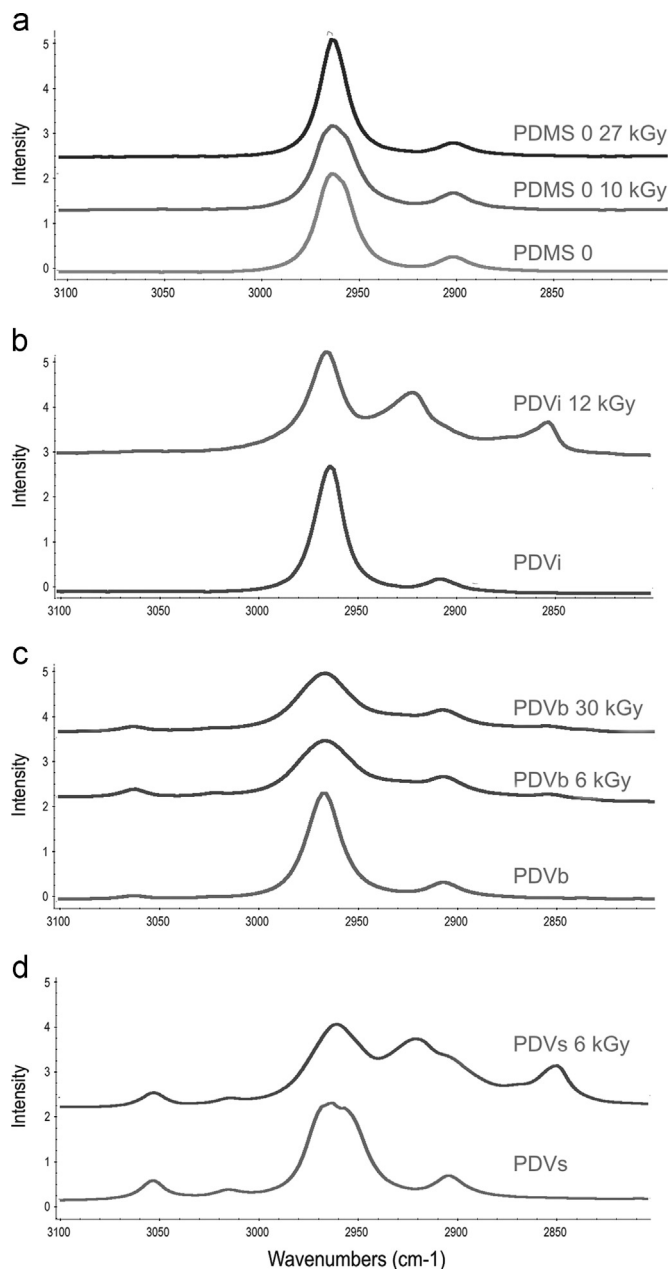 a
5
4
3
2
1
0
Intensity
PDMS 0 27 kGy
PDMS 0 10 kGy
PDMS 0
3100 3050 3000 2950 2900 2850
b
5
4
3
2
1
0
Intensity
PDVi 12 kGy
PDVi
3100 3050 3000 2950 2900 2850
c
5
4
3
2
1
0
Intensity
PDVb 30 kGy
PDVb 6 kGy
PDVb
3100 3050 3000 2950 2900 2850
d
5
4
3
2
1
0
Intensity
PDVs 6 kGy
PDVs
3100 3050 3000 2950 2900 2850
Wavenumbers (cm-1)